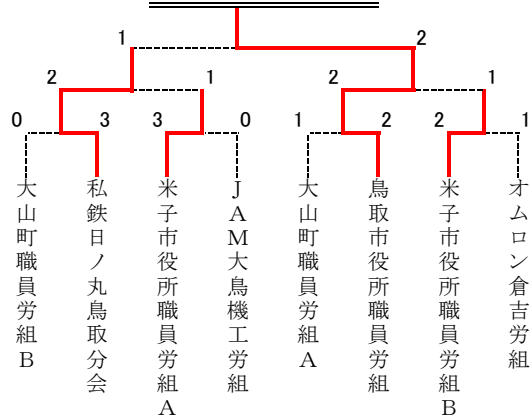 1
2
2
1
2
1
0
3
3
0
1
2
2
1
大山町職員労組B
私鉄日ノ丸鳥取分会
米子市役所職員労組A
JAM大鳥機工労組
大山町職員労組A
鳥取市役所職員労組
米子市役所職員労組B
オムロン倉吉労組